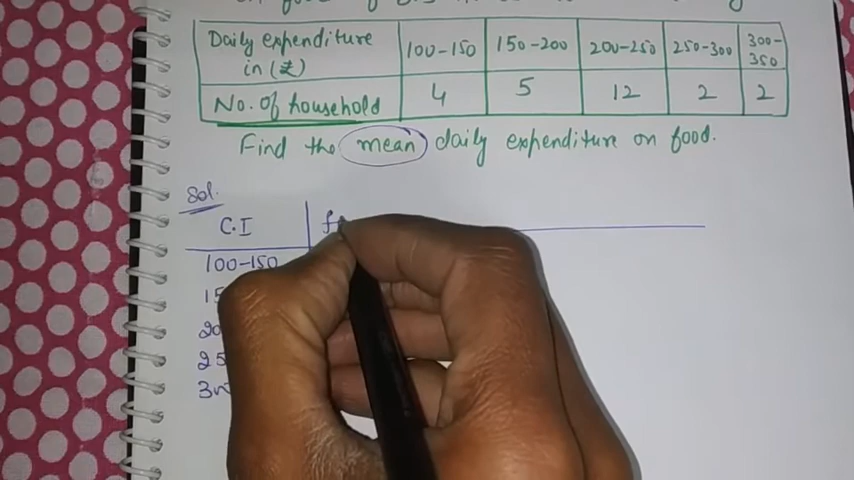 Daily expenditure in (₹) 100-150 150-200 200-250 250-300 300-350
No. of household 4 5 12 2 2
Find the mean daily expenditure on food.
Sol.
C.I
100-150